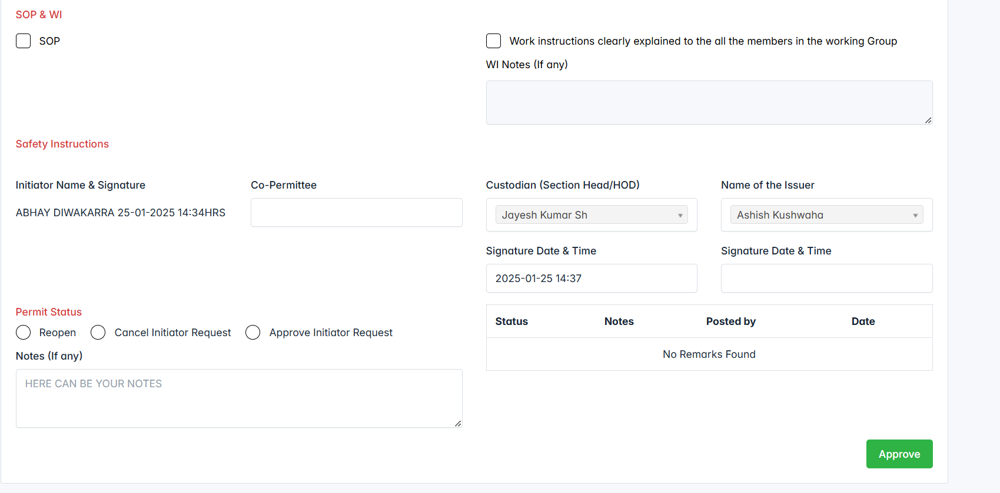 SOP & WI
SOP
Work instructions clearly explained to the all the members in the working Group
WI Notes (If any)
Safety Instructions
Initiator Name & Signature
Co-Permittee
Custodian (Section Head/HOD)
Name of the Issuer
ABHAY DIWAKARRA 25-01-2025 14:34HRS
Jayesh Kumar Sh
Ashish Kushwaha
Signature Date & Time
Signature Date & Time
2025-01-25 14:37
Permit Status
Reopen
Cancel Initiator Request
Approve Initiator Request
Notes (If any)
HERE CAN BE YOUR NOTES
Status Notes Posted by Date
No Remarks Found
Approve